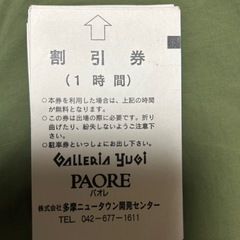 割引券
(1時間)
○本券を利用した場合は、上記の時間
が無料となります。
○この券は出場の際に必要です。折り
曲げたり、紛失しないようご注意下
さい。
○駐車券といっしょにお出し下さい。
GALLERIA YUGI
PAORE
パオレ
株式会社 多摩ニュータウン開発センター
TEL. 042-677-1611